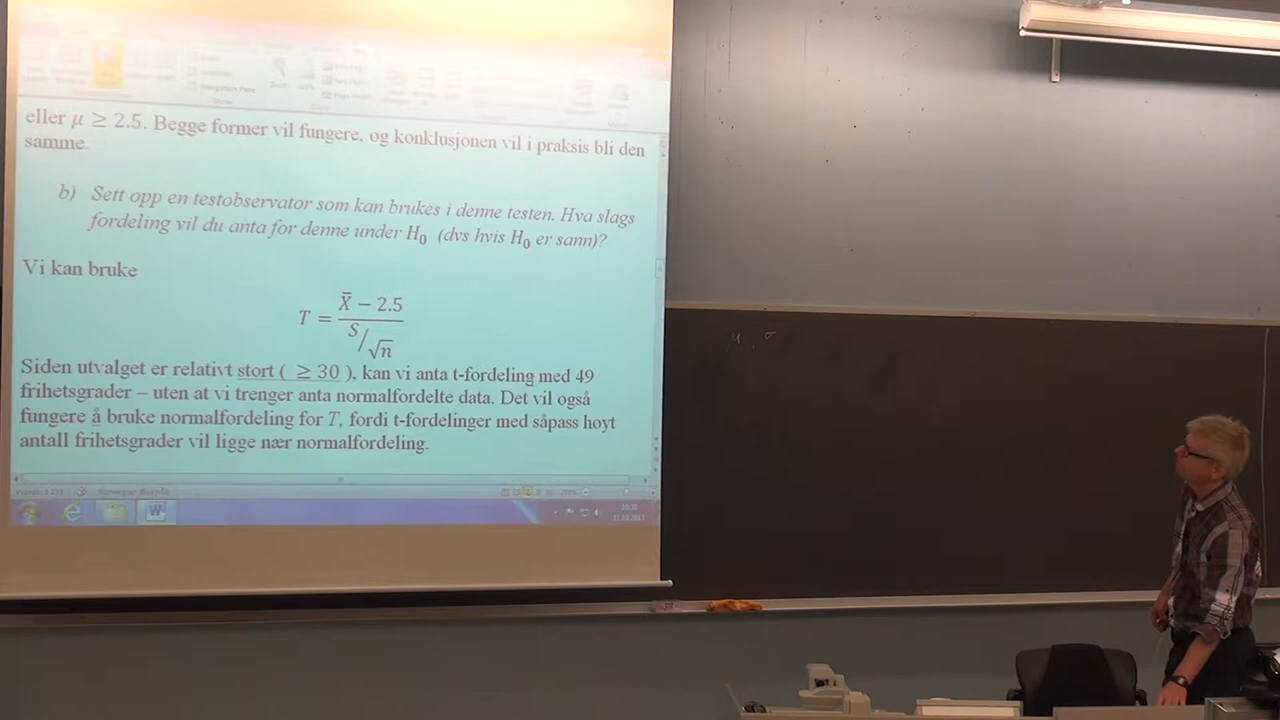 eller μ ≥ 2.5. Begge former vil fungere, og konklusjonen vil i praksis bli den
samme.
b) Sett opp en testobservator som kan brukes i denne testen. Hva slags
fordeling vil du anta for denne under H₀ (dvs hvis H₀ er sann)?
Vi kan bruke
T = (X̄ − 2.5) / (S/√n)
Siden utvalget er relativt stort ( ≥ 30 ), kan vi anta t-fordeling med 49
frihetsgrader – uten at vi trenger anta normalfordelte data. Det vil også
fungere å bruke normalfordeling for T, fordi t-fordelinger med såpass hoyt
antall frihetsgrader vil ligge nær normalfordeling.
μ , σ